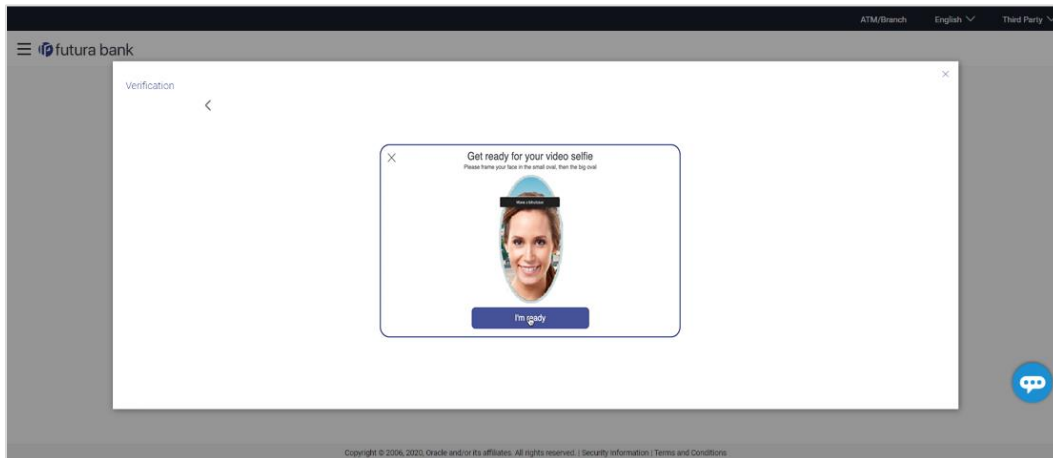 ATM/Branch English Third Party
futura bank
Verification
Get ready for your video selfie
Please frame your face in the small oval, then the big oval
I'm ready
Copyright © 2006, 2020, Oracle and/or its affiliates. All rights reserved. | Security Information | Terms and Conditions